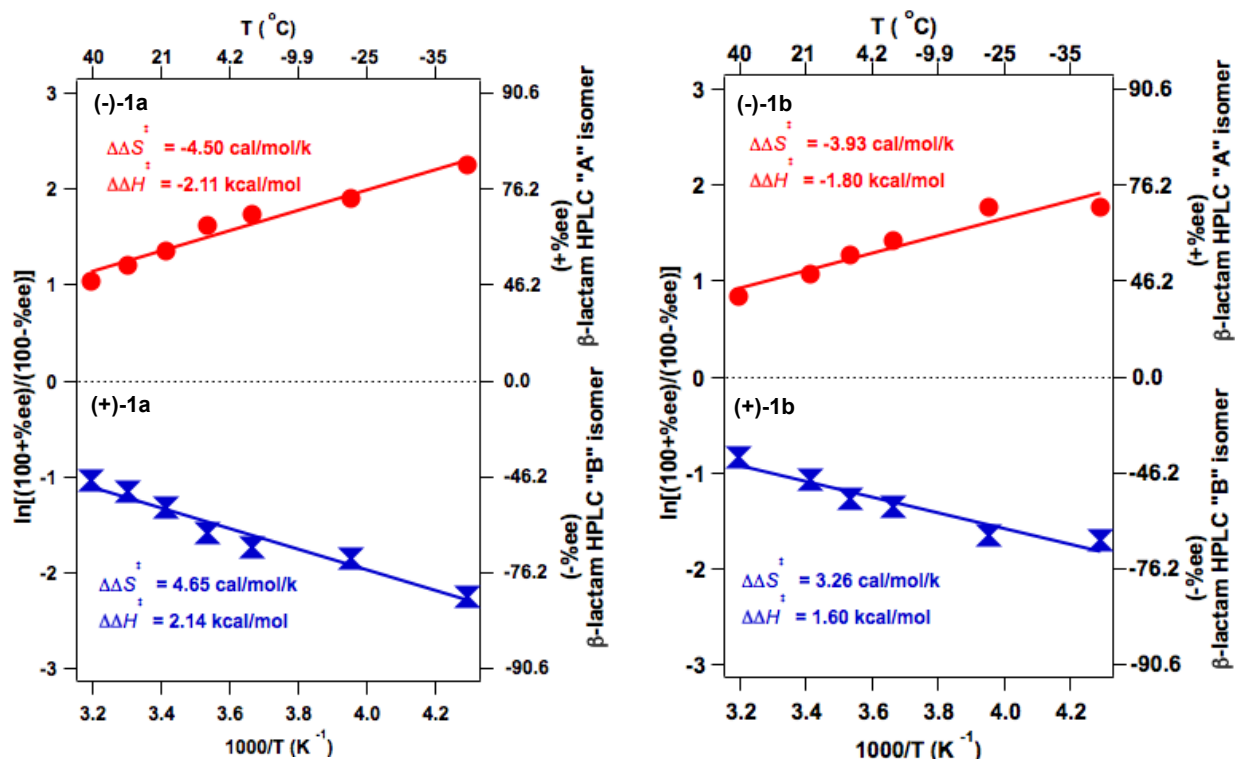 T ( °C)
40 21 4.2 -9.9 -25 -35
(-)-1a
ΔΔS‡ = -4.50 cal/mol/k
ΔΔH‡ = -2.11 kcal/mol
(+)-1a
ΔΔS‡ = 4.65 cal/mol/k
ΔΔH‡ = 2.14 kcal/mol
3
2
1
0
-1
-2
-3
ln[(100+%ee)/(100-%ee)]
90.6
76.2
46.2
0.0
-46.2
-76.2
-90.6
(+%ee)
β-lactam HPLC "A" isomer
(-%ee)
β-lactam HPLC "B" isomer
3.2 3.4 3.6 3.8 4.0 4.2
1000/T (K⁻¹)
T ( °C)
40 21 4.2 -9.9 -25 -35
(-)-1b
ΔΔS‡ = -3.93 cal/mol/k
ΔΔH‡ = -1.80 kcal/mol
(+)-1b
ΔΔS‡ = 3.26 cal/mol/k
ΔΔH‡ = 1.60 kcal/mol
3
2
1
0
-1
-2
-3
ln[(100+%ee)/(100-%ee)]
90.6
76.2
46.2
0.0
-46.2
-76.2
-90.6
(+%ee)
β-lactam HPLC "A" isomer
(-%ee)
β-lactam HPLC "B" isomer
3.2 3.4 3.6 3.8 4.0 4.2
1000/T (K⁻¹)